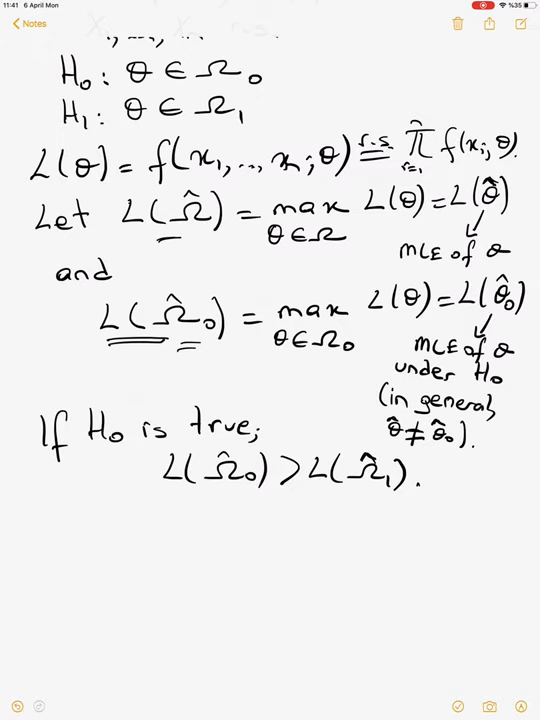 11:41 6 April Mon
%35
Notes
H₀: θ ∈ Ω₀
H₁: θ ∈ Ω₁
L(θ) = f(x₁,...,xₙ;θ) r.s. = ∏ᵢ₌₁ⁿ f(xᵢ;θ).
Let L(Ω̂) = max θ∈Ω L(θ) = L(θ̂)
MLE of θ
and
L(Ω̂₀) = max θ∈Ω₀ L(θ) = L(θ̂₀)
MLE of θ
under H₀
(in general
θ̂ ≠ θ̂₀).
If H₀ is true;
L(Ω̂₀) > L(Ω̂₁).